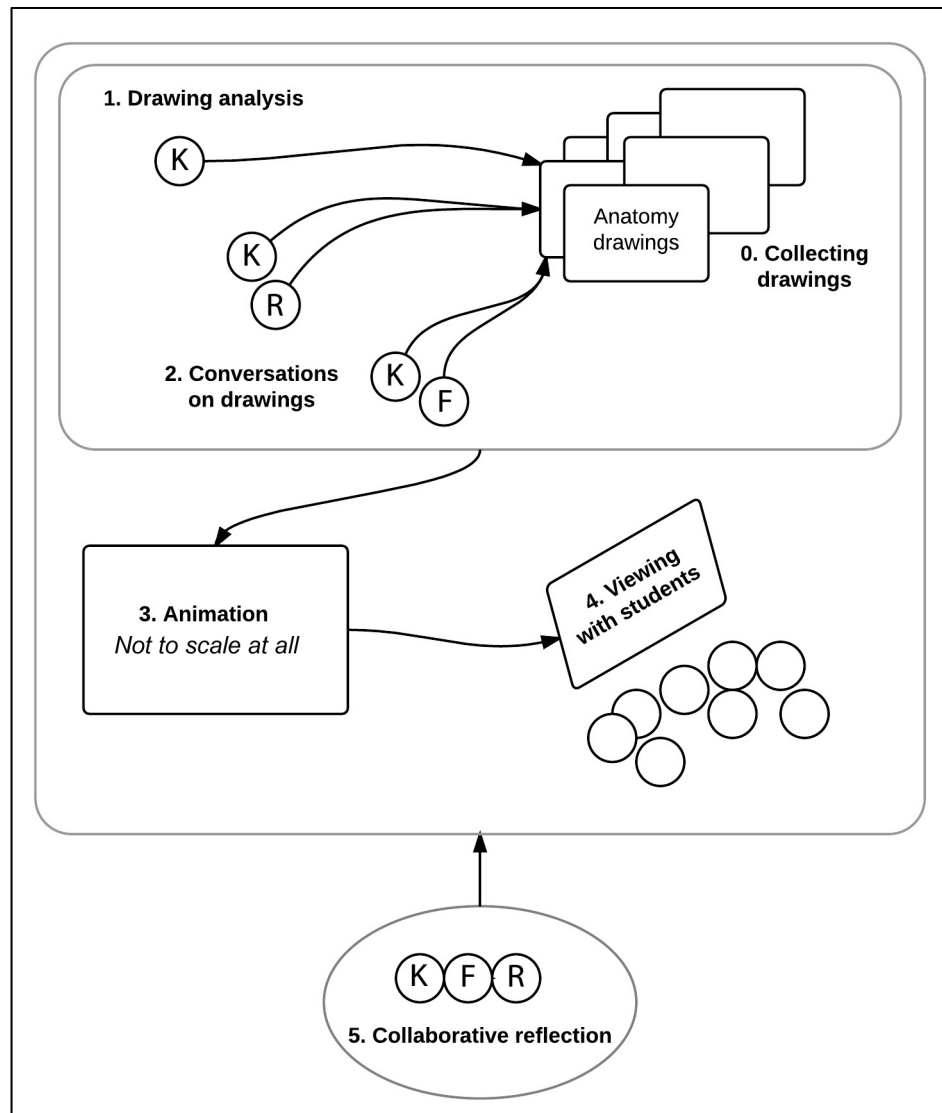 1. Drawing analysis
K
Anatomy
drawings
0. Collecting
drawings
K
R
2. Conversations
on drawings
K
F
3. Animation
Not to scale at all
4. Viewing
with students
K F R
5. Collaborative reflection